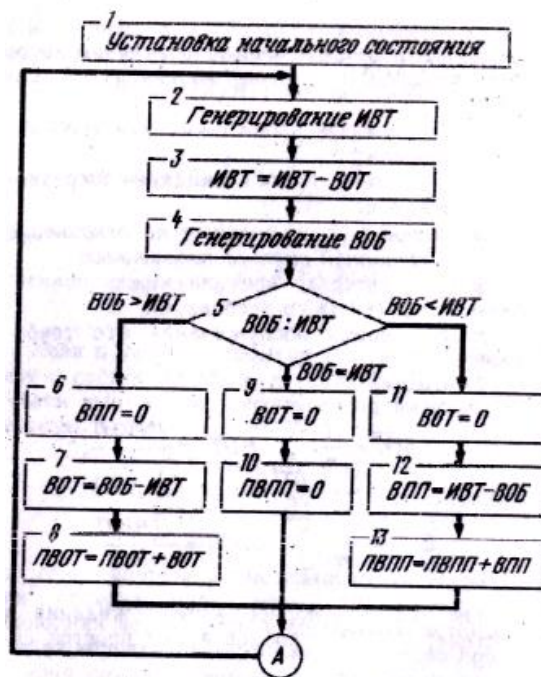 1
Установка начального состояния
2
Генерирование ИВТ
3
ИВТ=ИВТ-ВОТ
4
Генерирование ВОБ
ВОБ>ИВТ
5
ВОБ:ИВТ
ВОБ<ИВТ
ВОБ=ИВТ
6
ВПП=0
9
ВОТ=0
11
ВОТ=0
7
ВОТ=ВОБ-ИВТ
10
ПВПП=0
12
ВПП=ИВТ-ВОБ
8
ПВОТ=ПВОТ+ВОТ
13
ПВПП=ПВПП+ВПП
А